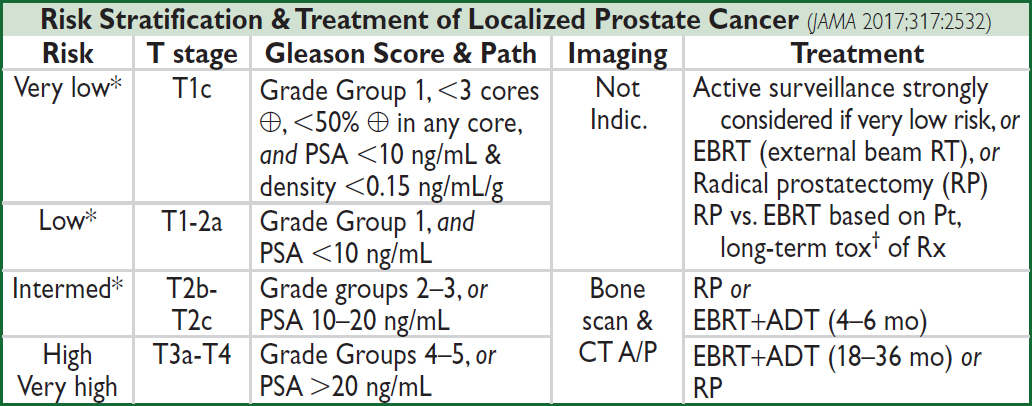 Risk Stratification & Treatment of Localized Prostate Cancer (JAMA 2017;317:2532)
Risk T stage Gleason Score & Path Imaging Treatment
Very low* T1c
Grade Group 1, <3 cores
⊕, <50% ⊕ in any core,
and PSA <10 ng/mL &
density <0.15 ng/mL/g
Low* T1-2a
Grade Group 1, and
PSA <10 ng/mL
Not
Indic.
Active surveillance strongly
considered if very low risk, or
EBRT (external beam RT), or
Radical prostatectomy (RP)
RP vs. EBRT based on Pt,
long-term tox† of Rx
Intermed* T2b-
T2c
Grade groups 2–3, or
PSA 10–20 ng/mL
Bone
scan &
CT A/P
RP or
EBRT+ADT (4–6 mo)
High
Very high
T3a-T4
Grade Groups 4–5, or
PSA >20 ng/mL
EBRT+ADT (18–36 mo) or
RP